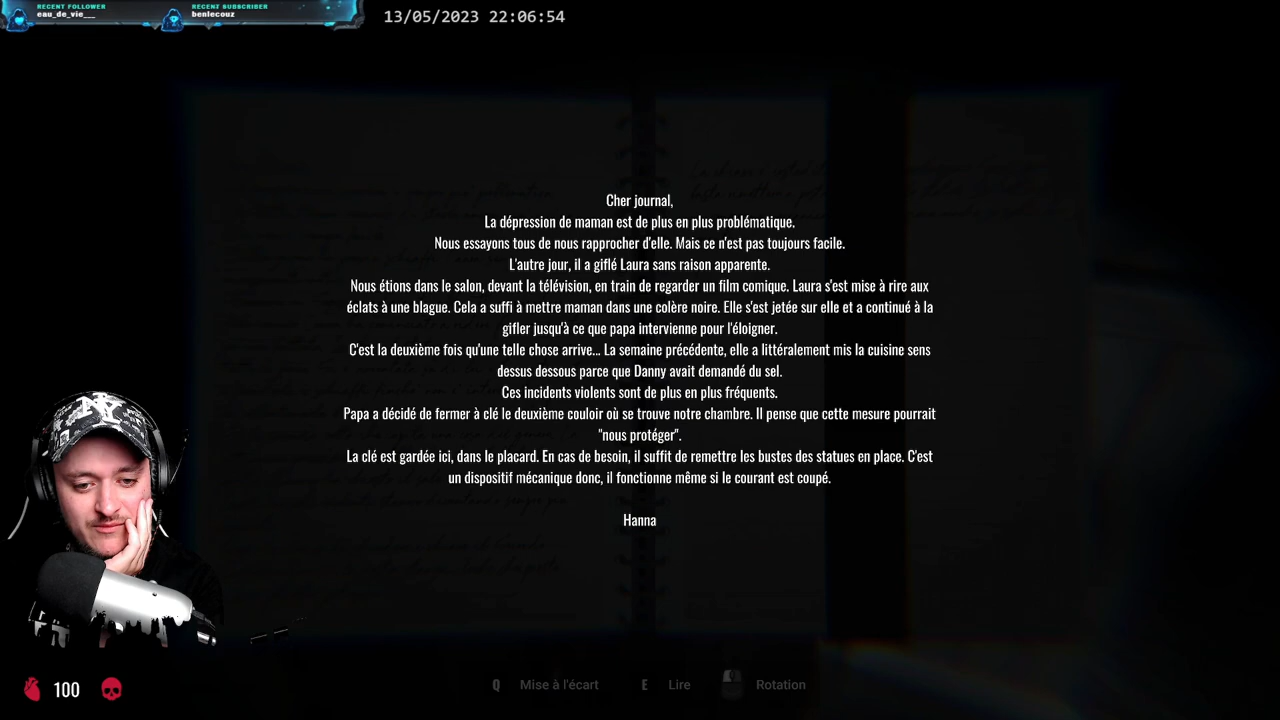 RECENT FOLLOWER
eau_de_vie___
RECENT SUBSCRIBER
benlecouz
13/05/2023 22:06:54
Cher journal,
La dépression de maman est de plus en plus problématique.
Nous essayons tous de nous rapprocher d'elle. Mais ce n'est pas toujours facile.
L'autre jour, il a giflé Laura sans raison apparente.
Nous étions dans le salon, devant la télévision, en train de regarder un film comique. Laura s'est mise à rire aux
éclats à une blague. Cela a suffi à mettre maman dans une colère noire. Elle s'est jetée sur elle et a continué à la
gifler jusqu'à ce que papa intervienne pour l'éloigner.
C'est la deuxième fois qu'une telle chose arrive... La semaine précédente, elle a littéralement mis la cuisine sens
dessus dessous parce que Danny avait demandé du sel.
Ces incidents violents sont de plus en plus fréquents.
Papa a décidé de fermer à clé le deuxième couloir où se trouve notre chambre. Il pense que cette mesure pourrait
"nous protéger".
La clé est gardée ici, dans le placard. En cas de besoin, il suffit de remettre les bustes des statues en place. C'est
un dispositif mécanique donc, il fonctionne même si le courant est coupé.
Hanna
NY
100
Q Mise à l'écart E Lire Rotation